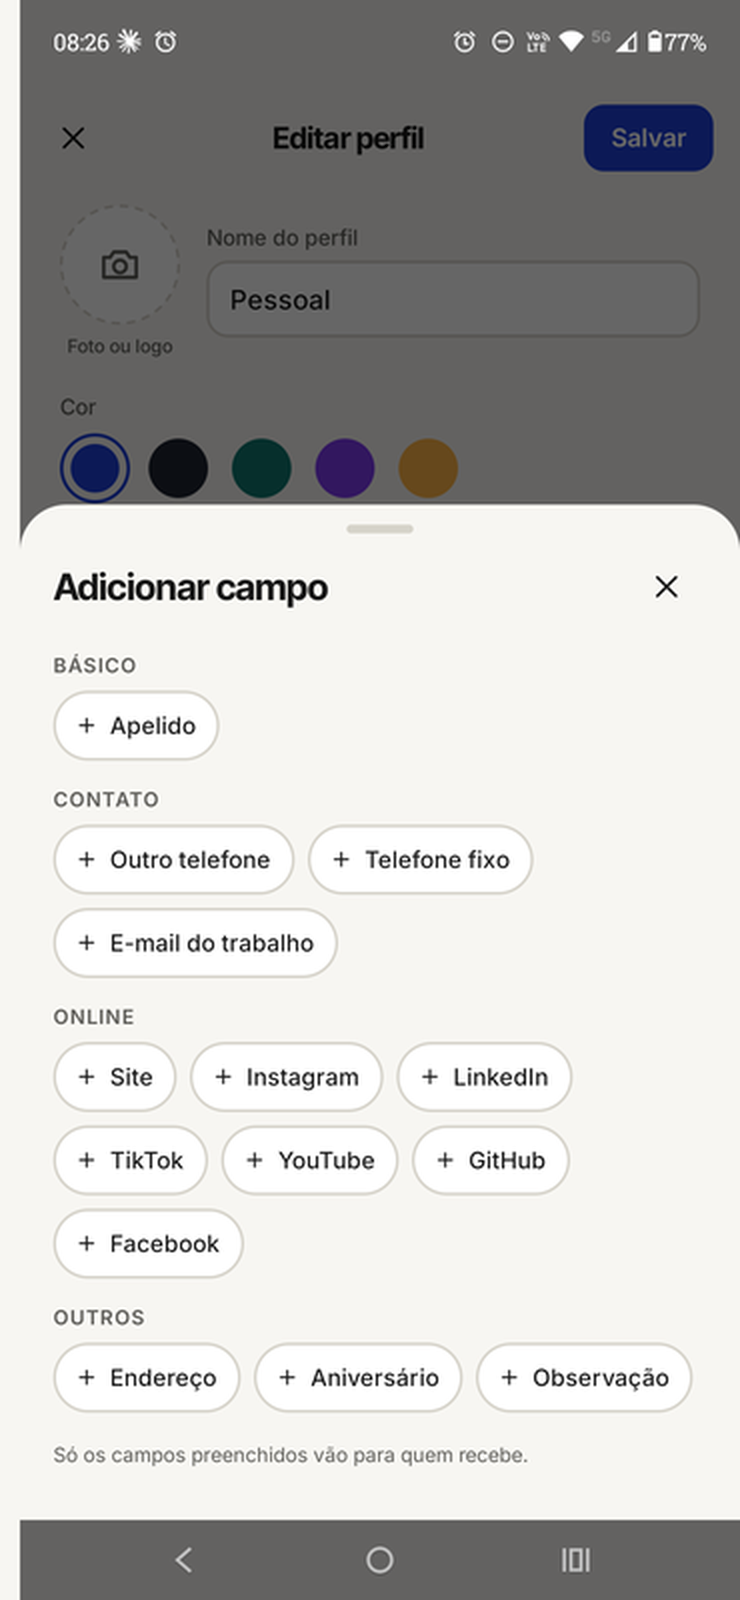 08:26 5G 77%
Editar perfil Salvar
Nome do perfil
Pessoal
Foto ou logo
Cor
Adicionar campo
BÁSICO
+ Apelido
CONTATO
+ Outro telefone + Telefone fixo
+ E-mail do trabalho
ONLINE
+ Site + Instagram + LinkedIn
+ TikTok + YouTube + GitHub
+ Facebook
OUTROS
+ Endereço + Aniversário + Observação
Só os campos preenchidos vão para quem recebe.